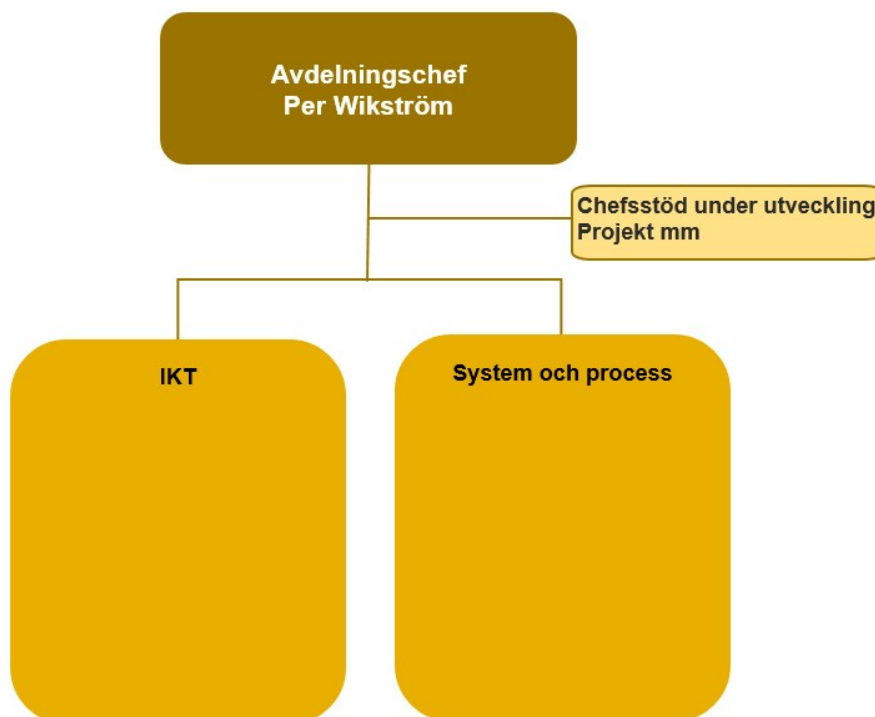 Avdelningschef
Per Wikström
Chefsstöd under utveckling
Projekt mm
IKT
System och process